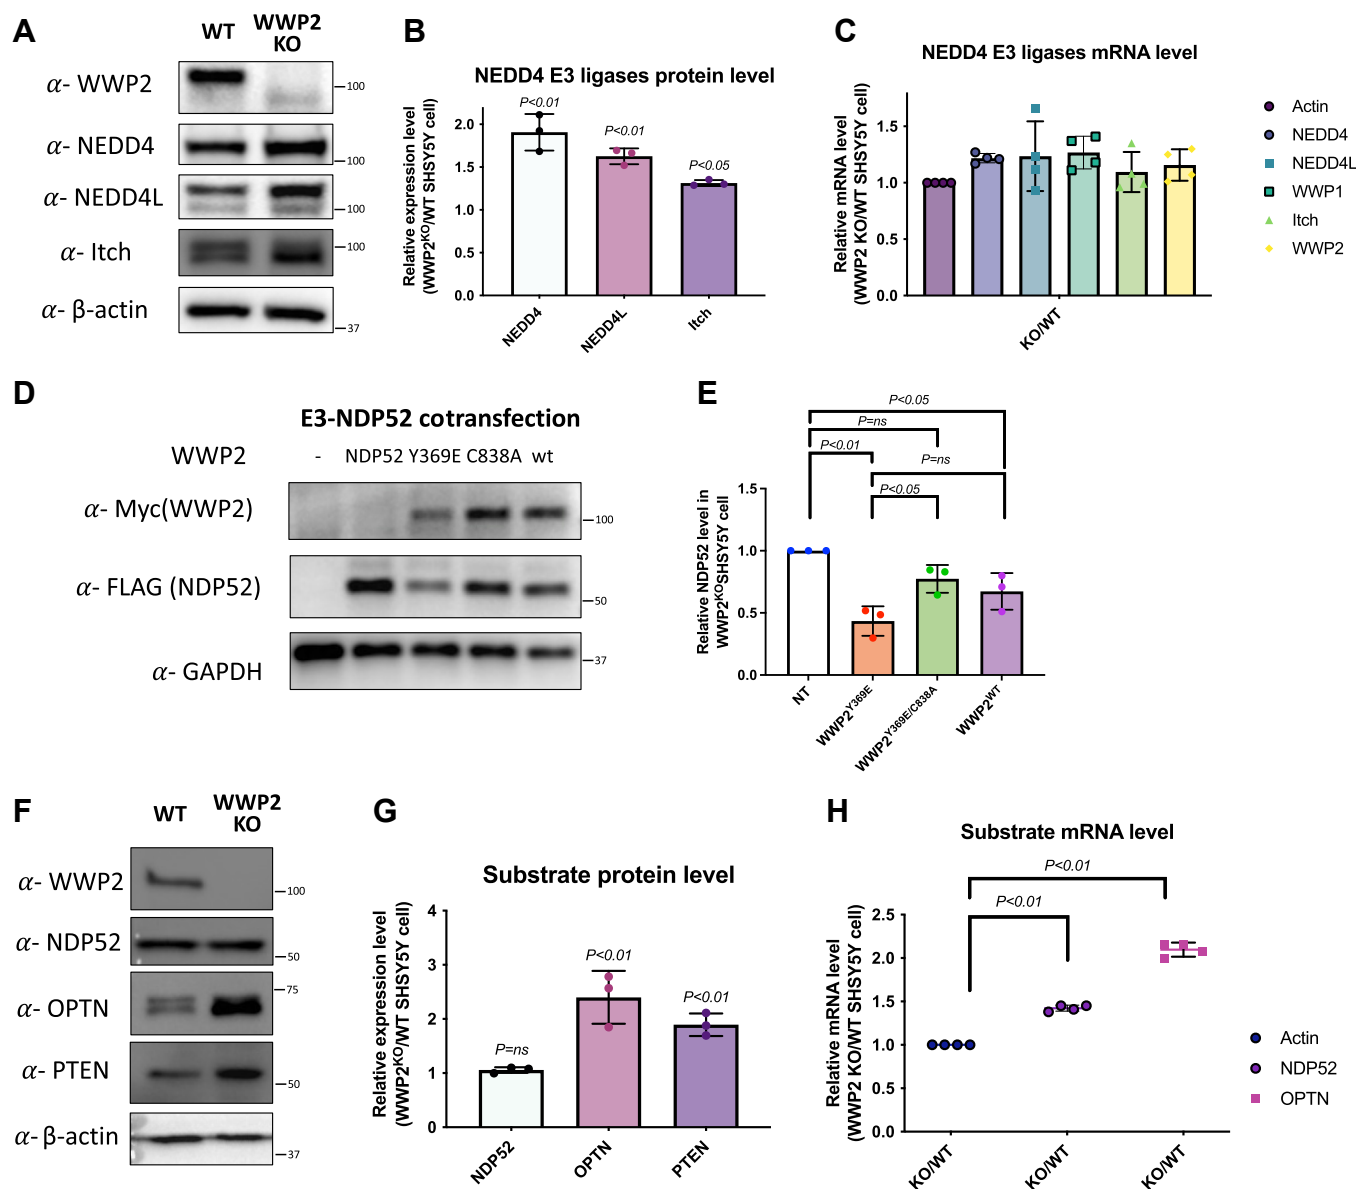 A
WT
WWP2
KO
α- WWP2
100
α- NEDD4
100
α- NEDD4L
100
α- Itch
100
α- β-actin
37
B
NEDD4 E3 ligases protein level
Relative expression level
(WWP2KO/WT SHSY5Y cell)
2.0
1.5
1.0
0.5
0.0
P<0.01
P<0.01
P<0.05
NEDD4
NEDD4L
Itch
C
NEDD4 E3 ligases mRNA level
Relative mRNA level
(WWP2 KO/WT SHSY5Y cell)
1.5
1.0
0.5
0.0
KO/WT
Actin
NEDD4
NEDD4L
WWP1
Itch
WWP2
D
E3-NDP52 cotransfection
WWP2 - NDP52 Y369E C838A wt
α- Myc(WWP2)
100
α- FLAG (NDP52)
50
α- GAPDH
37
E
P<0.05
P=ns
P<0.01
P=ns
P<0.05
Relative NDP52 level in
WWP2KOSHSY5Y cell
1.5
1.0
0.5
0.0
NT
WWP2Y369E
WWP2Y369E/C838A
WWP2WT
F
WT
WWP2
KO
α- WWP2
100
α- NDP52
50
α- OPTN
75
α- PTEN
50
α- β-actin
37
G
Substrate protein level
Relative expression level
(WWP2KO/WT SHSY5Y cell)
4
3
2
1
0
P=ns
P<0.01
P<0.01
NDP52
OPTN
PTEN
H
Substrate mRNA level
P<0.01
P<0.01
Relative mRNA level
(WWP2 KO/WT SHSY5Y cell)
2.5
2.0
1.5
1.0
0.5
0.0
KO/WT
KO/WT
KO/WT
Actin
NDP52
OPTN